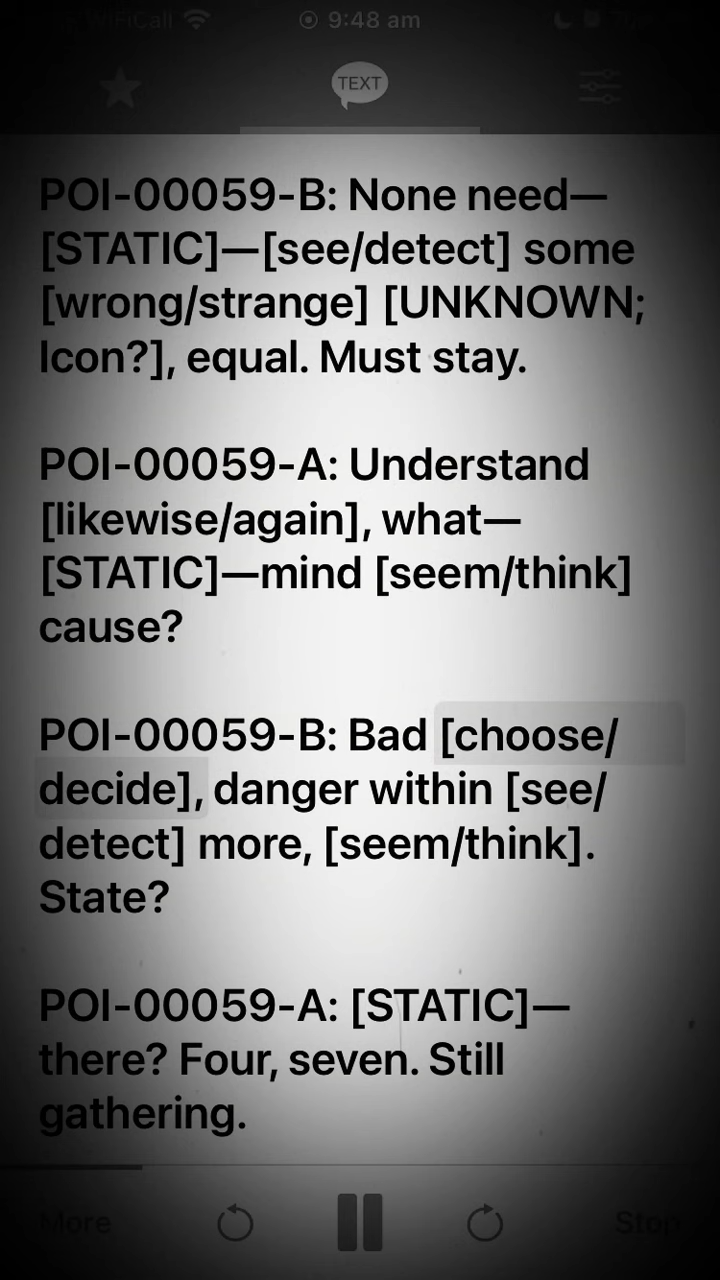 WiFiCall 9:48 am
TEXT
POI-00059-B: None need—
[STATIC]—[see/detect] some
[wrong/strange] [UNKNOWN;
Icon?], equal. Must stay.
POI-00059-A: Understand
[likewise/again], what—
[STATIC]—mind [seem/think]
cause?
POI-00059-B: Bad [choose/
decide], danger within [see/
detect] more, [seem/think].
State?
POI-00059-A: [STATIC]—
there? Four, seven. Still
gathering.
More Stop